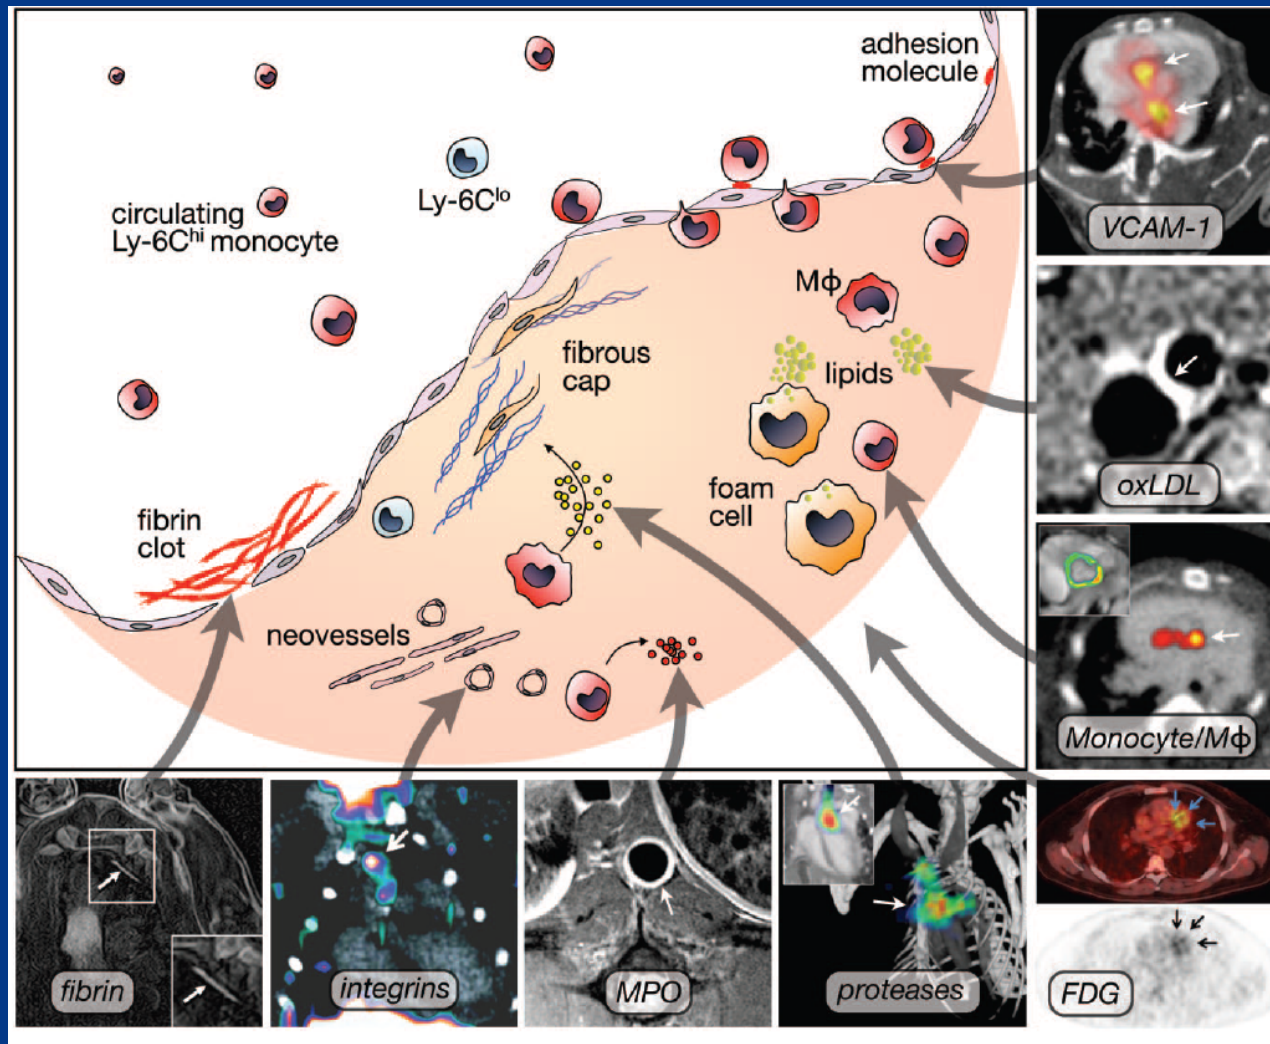 adhesion
molecule
Ly-6Clo
circulating
Ly-6Chi monocyte
VCAM-1
MΦ
fibrous
cap
lipids
oxLDL
foam
cell
fibrin
clot
neovessels
Monocyte/MΦ
fibrin
integrins
MPO
proteases
FDG